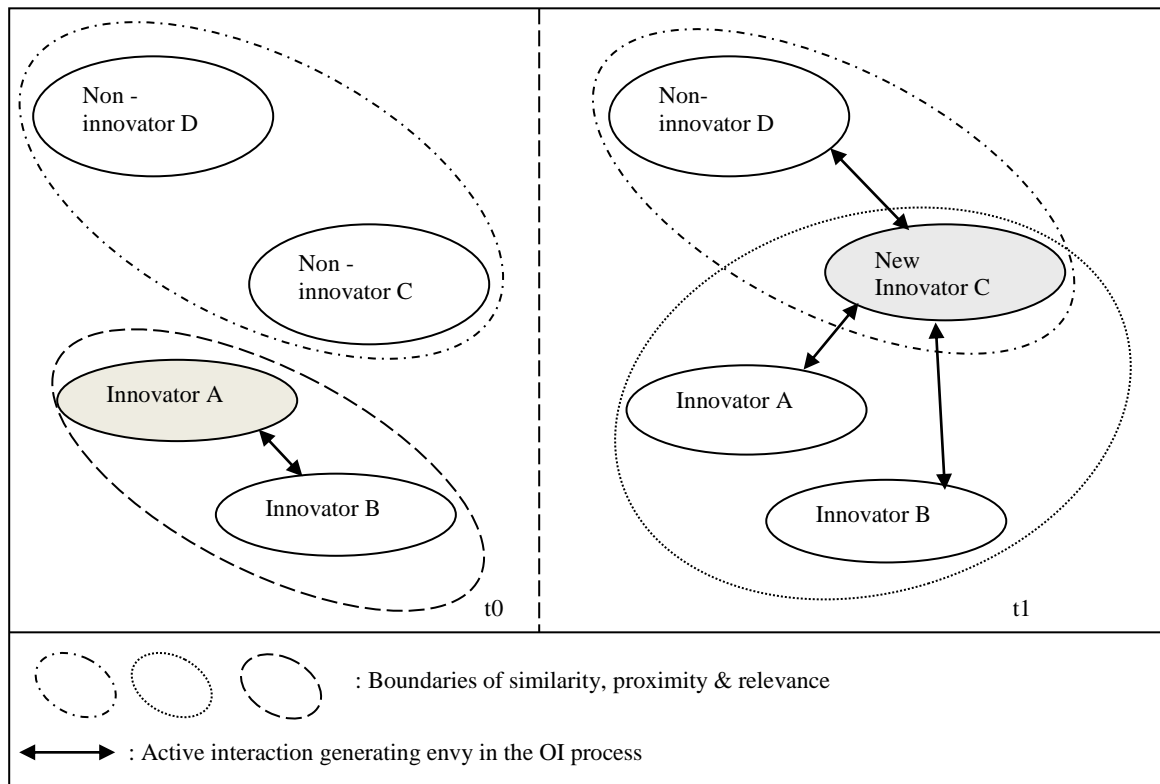 Non -
innovator D
Non -
innovator C
Innovator A
Innovator B
t0
Non-
innovator D
New
Innovator C
Innovator A
Innovator B
t1
: Boundaries of similarity, proximity & relevance
: Active interaction generating envy in the OI process